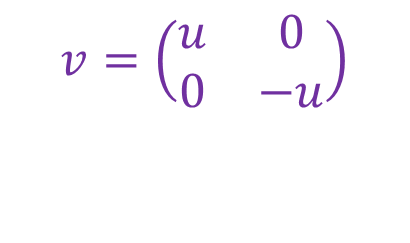 v = (u 0
0 −u)